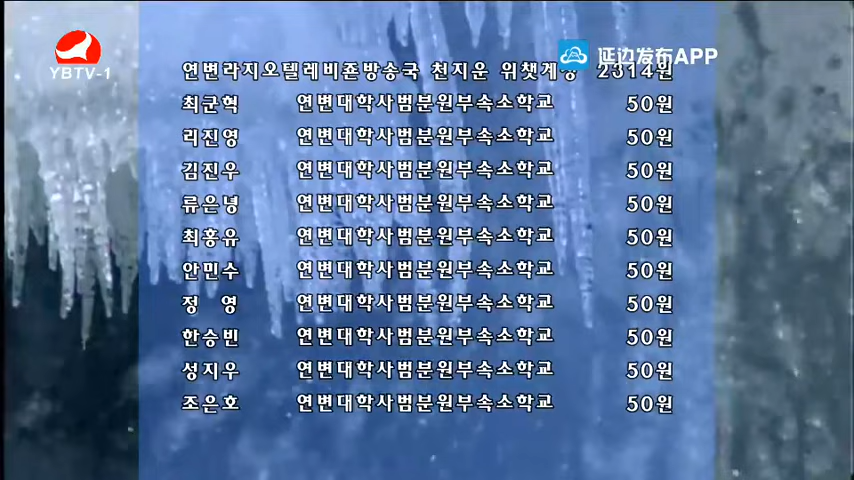 YBTV-1
延边发布APP
연변라지오텔레비죤방송국 천지운 위챗계정 2314원
최군혁 연변대학사범분원부속소학교 50원
리진영 연변대학사범분원부속소학교 50원
김진우 연변대학사범분원부속소학교 50원
류은녕 연변대학사범분원부속소학교 50원
최홍유 연변대학사범분원부속소학교 50원
안민수 연변대학사범분원부속소학교 50원
정 영 연변대학사범분원부속소학교 50원
한승빈 연변대학사범분원부속소학교 50원
성지우 연변대학사범분원부속소학교 50원
조은호 연변대학사범분원부속소학교 50원